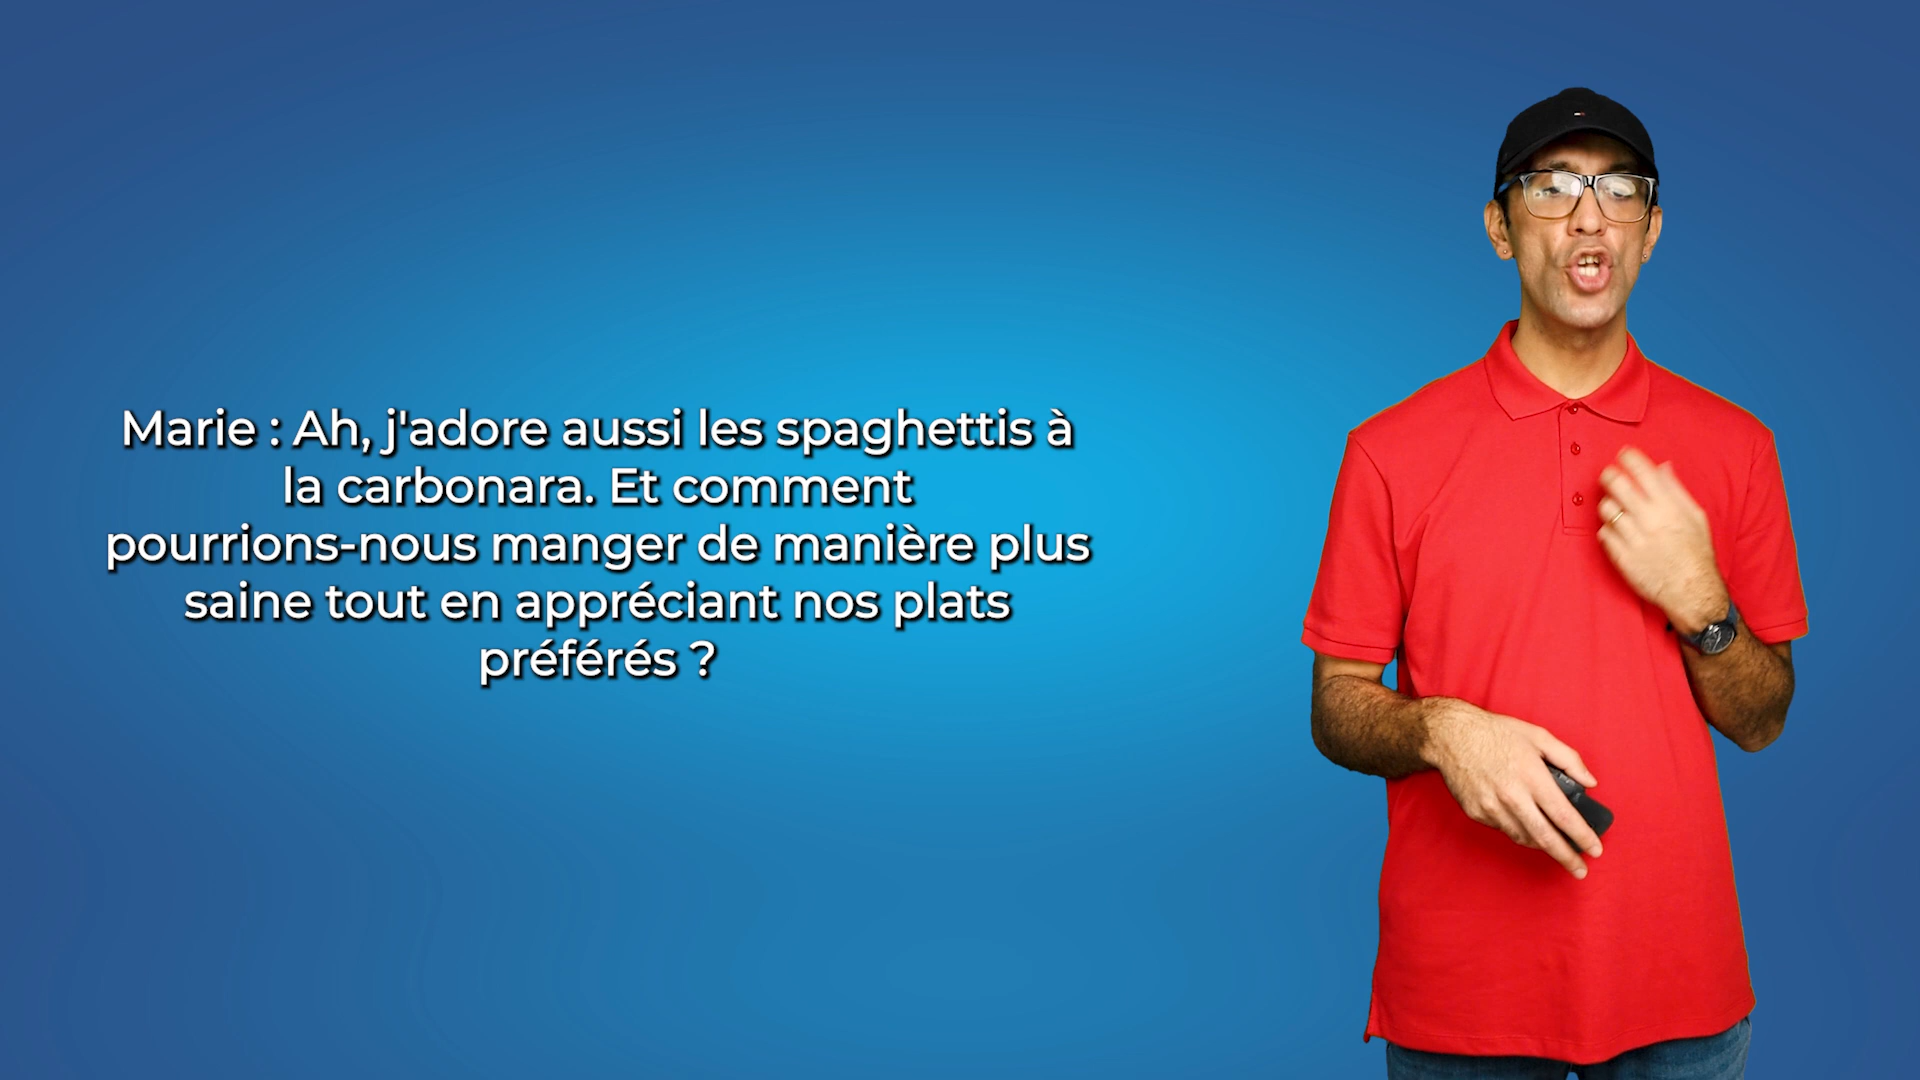 Marie : Ah, j'adore aussi les spaghettis à
la carbonara. Et comment
pourrions-nous manger de manière plus
saine tout en appréciant nos plats
préférés ?